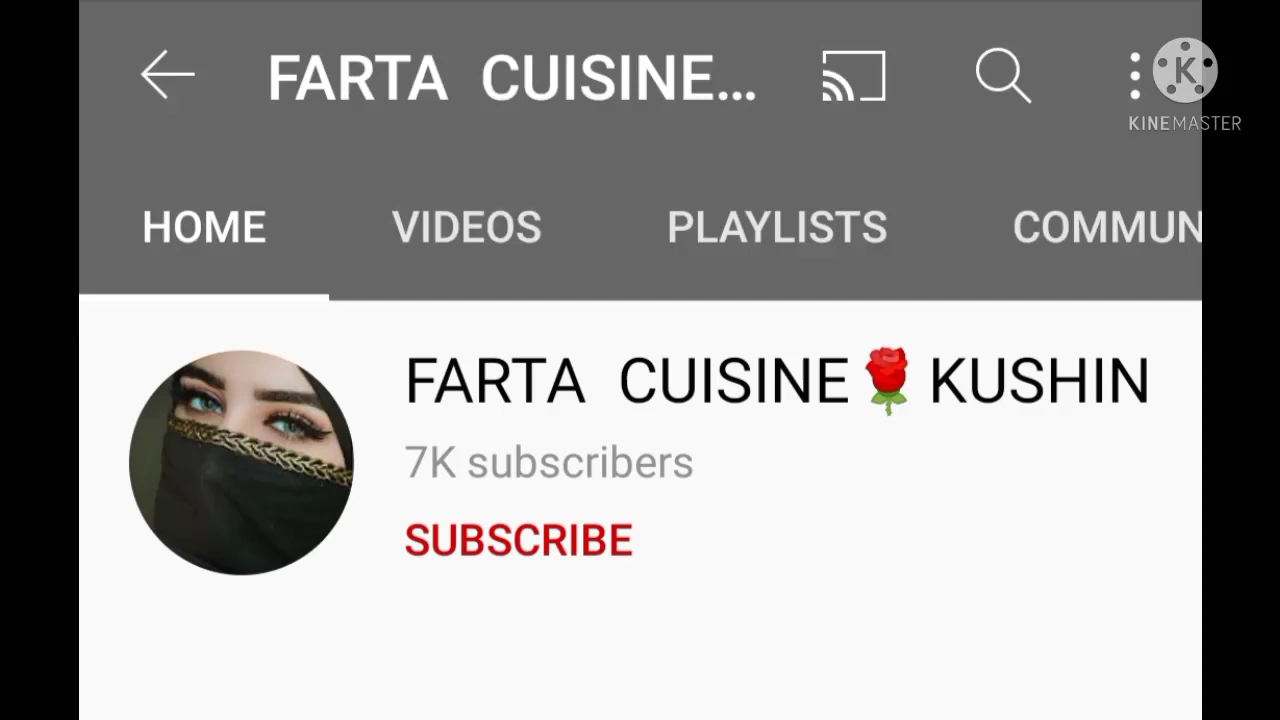 FARTA CUISINE...
K
KINEMASTER
HOME VIDEOS PLAYLISTS COMMUN
FARTA CUISINE🌹KUSHIN
7K subscribers
SUBSCRIBE